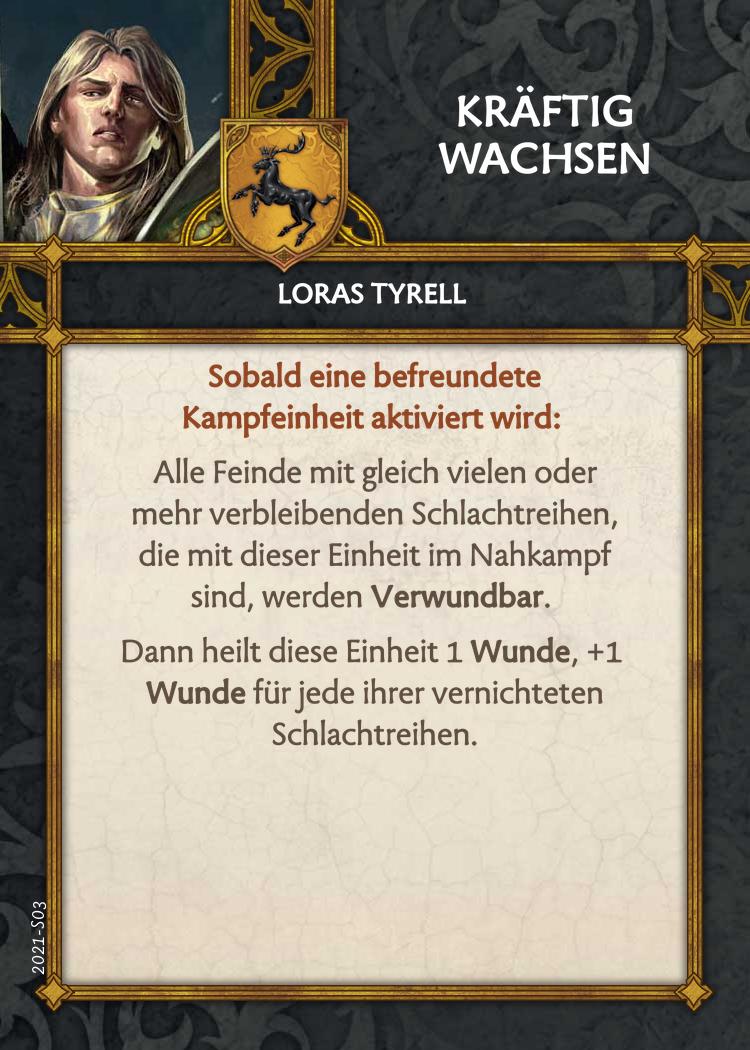 KRÄFTIG
WACHSEN
LORAS TYRELL
Sobald eine befreundete
Kampfeinheit aktiviert wird:
Alle Feinde mit gleich vielen oder
mehr verbleibenden Schlachtreihen,
die mit dieser Einheit im Nahkampf
sind, werden Verwundbar.
Dann heilt diese Einheit 1 Wunde, +1
Wunde für jede ihrer vernichteten
Schlachtreihen.
2021-S03